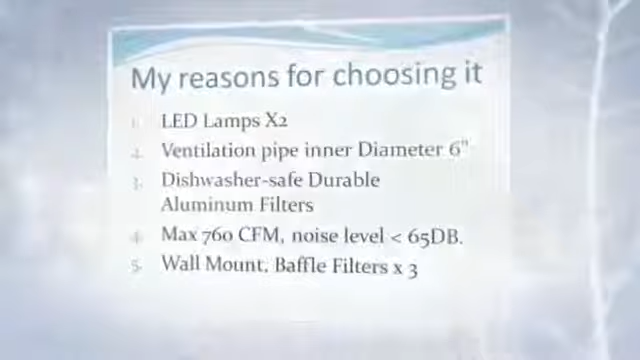 My reasons for choosing it
1. LED Lamps X2
2. Ventilation pipe inner Diameter 6"
3. Dishwasher-safe Durable
Aluminum Filters
4. Max 760 CFM, noise level < 65DB.
5. Wall Mount, Baffle Filters x 3